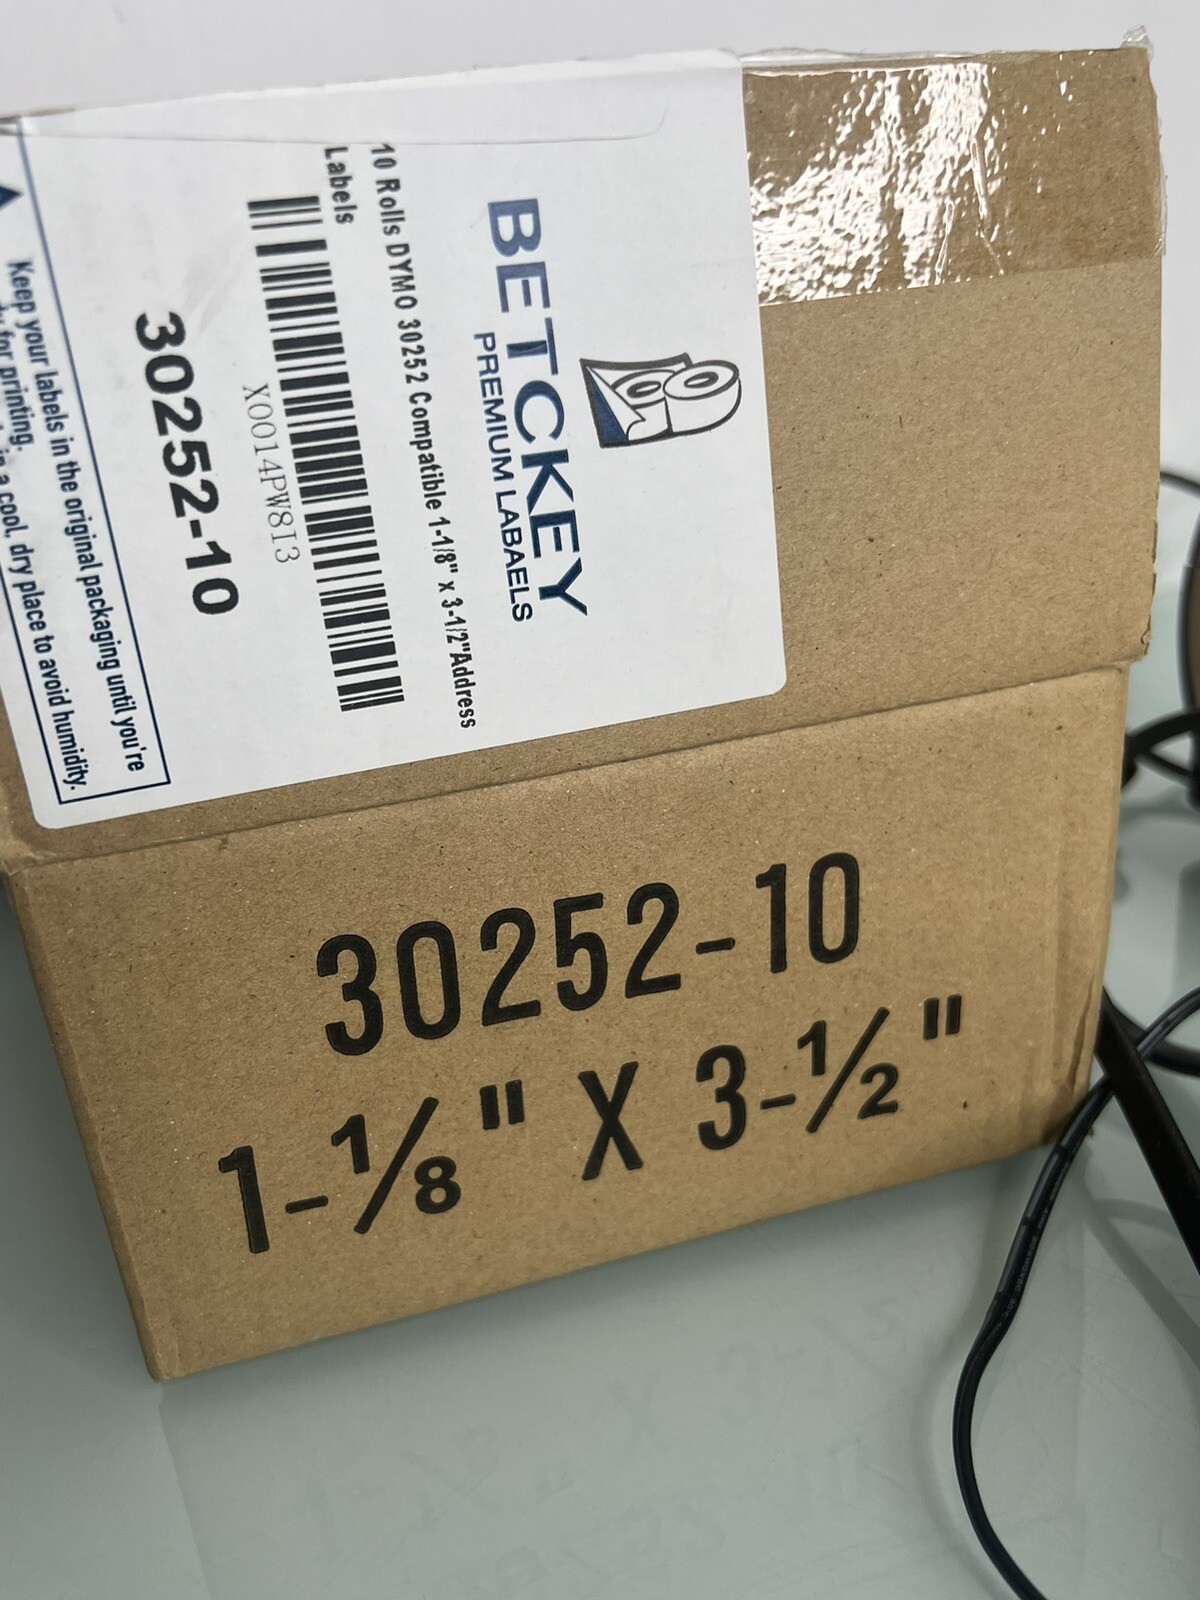 BETCKEY
PREMIUM LABAELS
10 Rolls DYMO 30252 Compatible 1-1/8" x 3-1/2"Address
Labels
X0014PW8I3
30252-10
Keep your labels in the original packaging until you're
for printing.
in a cool, dry place to avoid humidity.
30252-10
1-1/8" X 3-1/2"